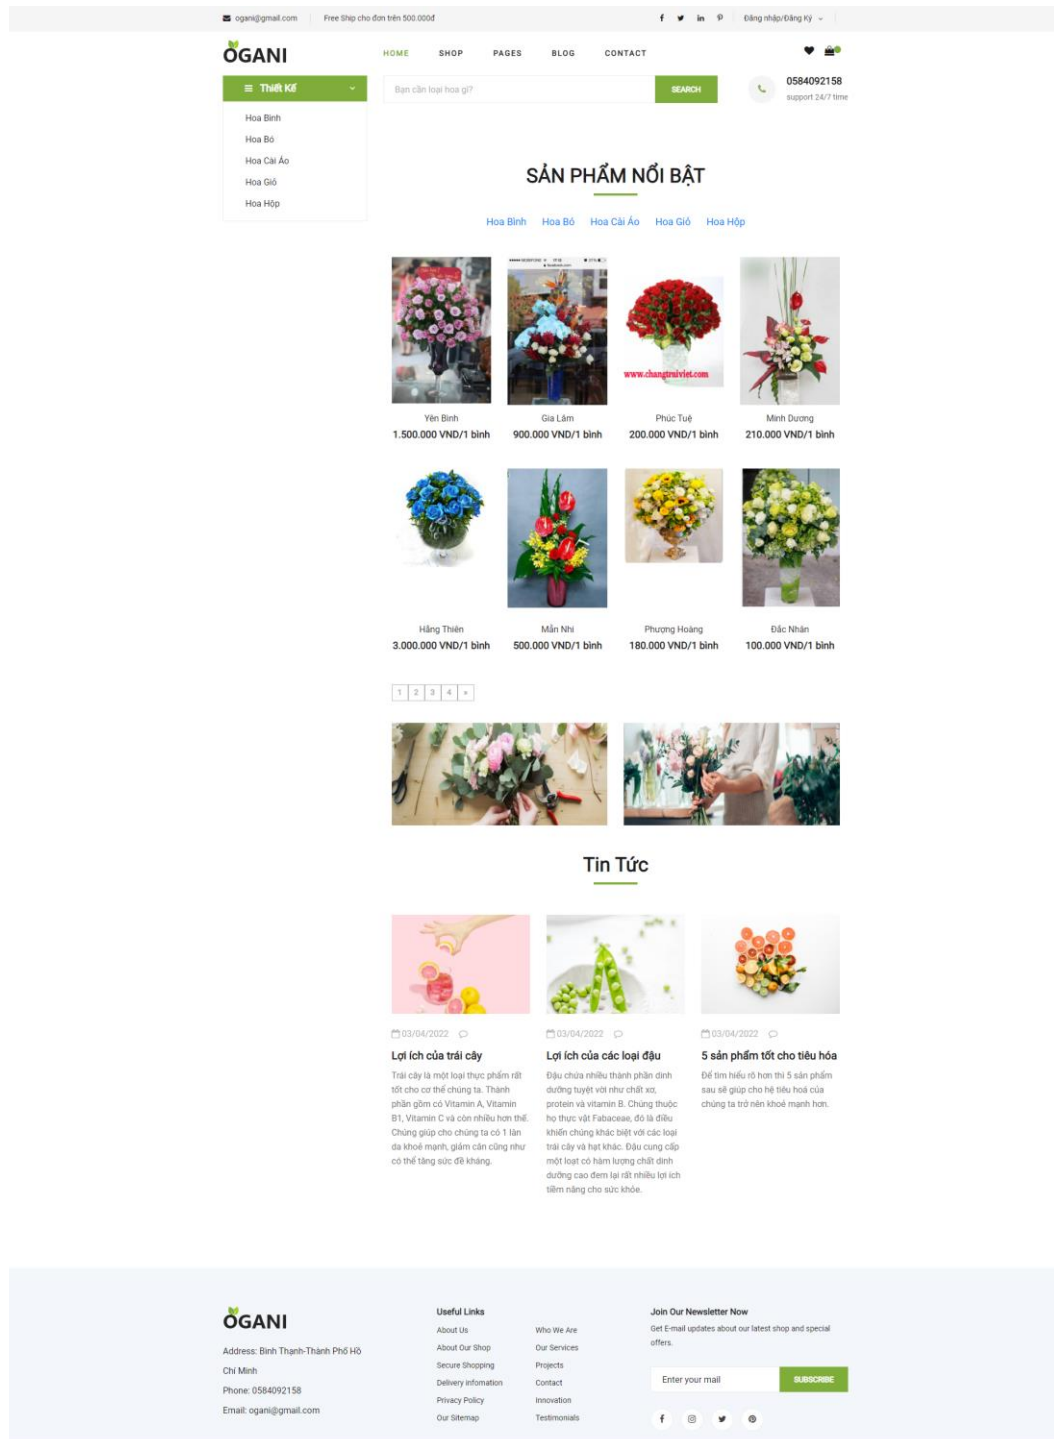 ogani@gmail.com
Free Ship cho đơn trên 500.000đ
Đăng nhập/Đăng Ký
OGANI
HOME SHOP PAGES BLOG CONTACT
Thiết Kế
Bạn cần loại hoa gì?
SEARCH
0584092158
support 24/7 time
Hoa Bình
Hoa Bó
Hoa Cài Áo
Hoa Giỏ
Hoa Hộp
SẢN PHẨM NỔI BẬT
Hoa Bình Hoa Bó Hoa Cài Áo Hoa Giỏ Hoa Hộp
www.changtraiviet.com
Yên Bình
1.500.000 VND/1 bình
Gia Lâm
900.000 VND/1 bình
Phúc Tuệ
200.000 VND/1 bình
Minh Dương
210.000 VND/1 bình
Hằng Thiên
3.000.000 VND/1 bình
Mẫn Nhi
500.000 VND/1 bình
Phượng Hoàng
180.000 VND/1 bình
Đắc Nhân
100.000 VND/1 bình
1 2 3 4 »
Tin Tức
03/04/2022
Lợi ích của trái cây
Trái cây là một loại thực phẩm rất
tốt cho cơ thể chúng ta. Thành
phần gồm có Vitamin A, Vitamin
B1, Vitamin C và còn nhiều hơn thế.
Chúng giúp cho chúng ta có 1 làn
da khoẻ mạnh, giảm cân cũng như
có thể tăng sức đề kháng.
03/04/2022
Lợi ích của các loại đậu
Đậu chứa nhiều thành phần dinh
dưỡng tuyệt vời như chất xơ,
protein và vitamin B. Chúng thuộc
họ thực vật Fabaceae, đó là điều
khiến chúng khác biệt với các loại
trái cây và hạt khác. Đậu cung cấp
một loạt có hàm lượng chất dinh
dưỡng cao đem lại rất nhiều lợi ích
tiềm năng cho sức khỏe.
03/04/2022
5 sản phẩm tốt cho tiêu hóa
Để tìm hiểu rõ hơn thì 5 sản phẩm
sau sẽ giúp cho hệ tiêu hoá của
chúng ta trở nên khoẻ mạnh hơn.
OGANI
Address: Bình Thạnh-Thành Phố Hồ
Chí Minh
Phone: 0584092158
Email: ogani@gmail.com
Useful Links
About Us
About Our Shop
Secure Shopping
Delivery infomation
Privacy Policy
Our Sitemap
Who We Are
Our Services
Projects
Contact
Innovation
Testimonials
Join Our Newsletter Now
Get E-mail updates about our latest shop and special
offers.
Enter your mail
SUBSCRIBE